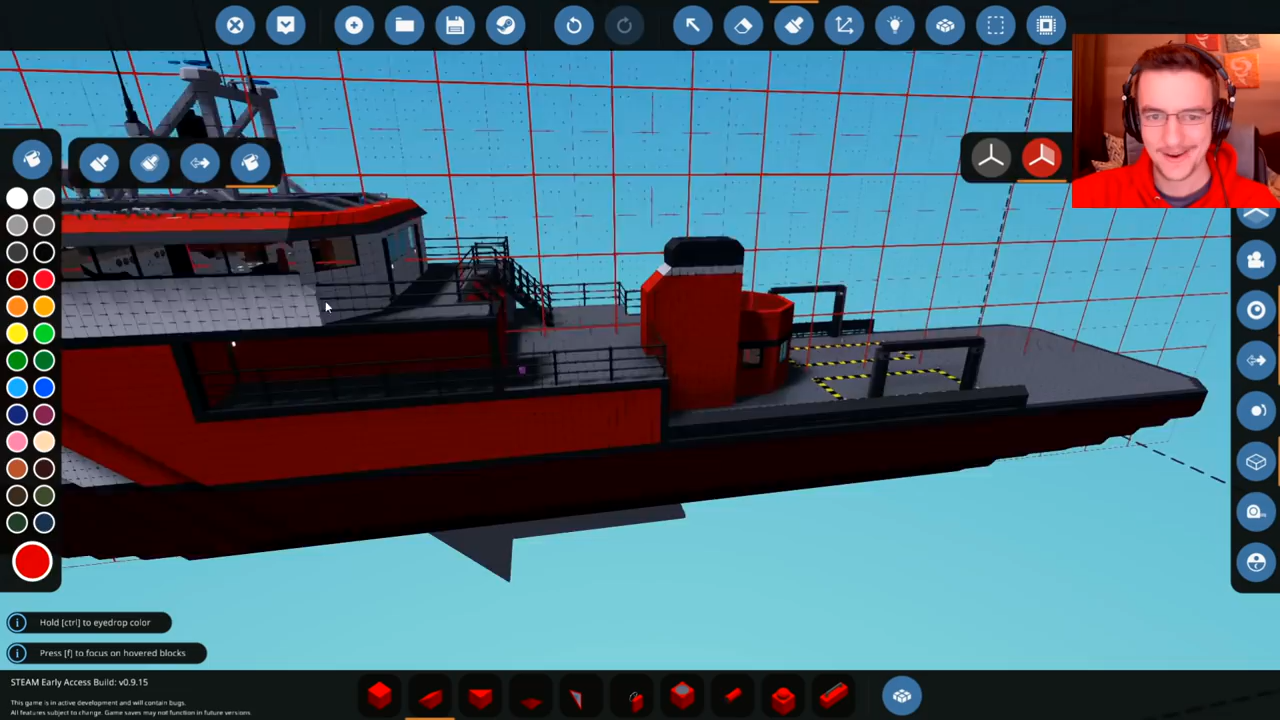 Hold [ctrl] to eyedrop color
Press [f] to focus on hovered blocks
STEAM Early Access Build: v0.9.15
This game is in active development and will contain bugs.
All features subject to change. Game saves may not function in future versions.